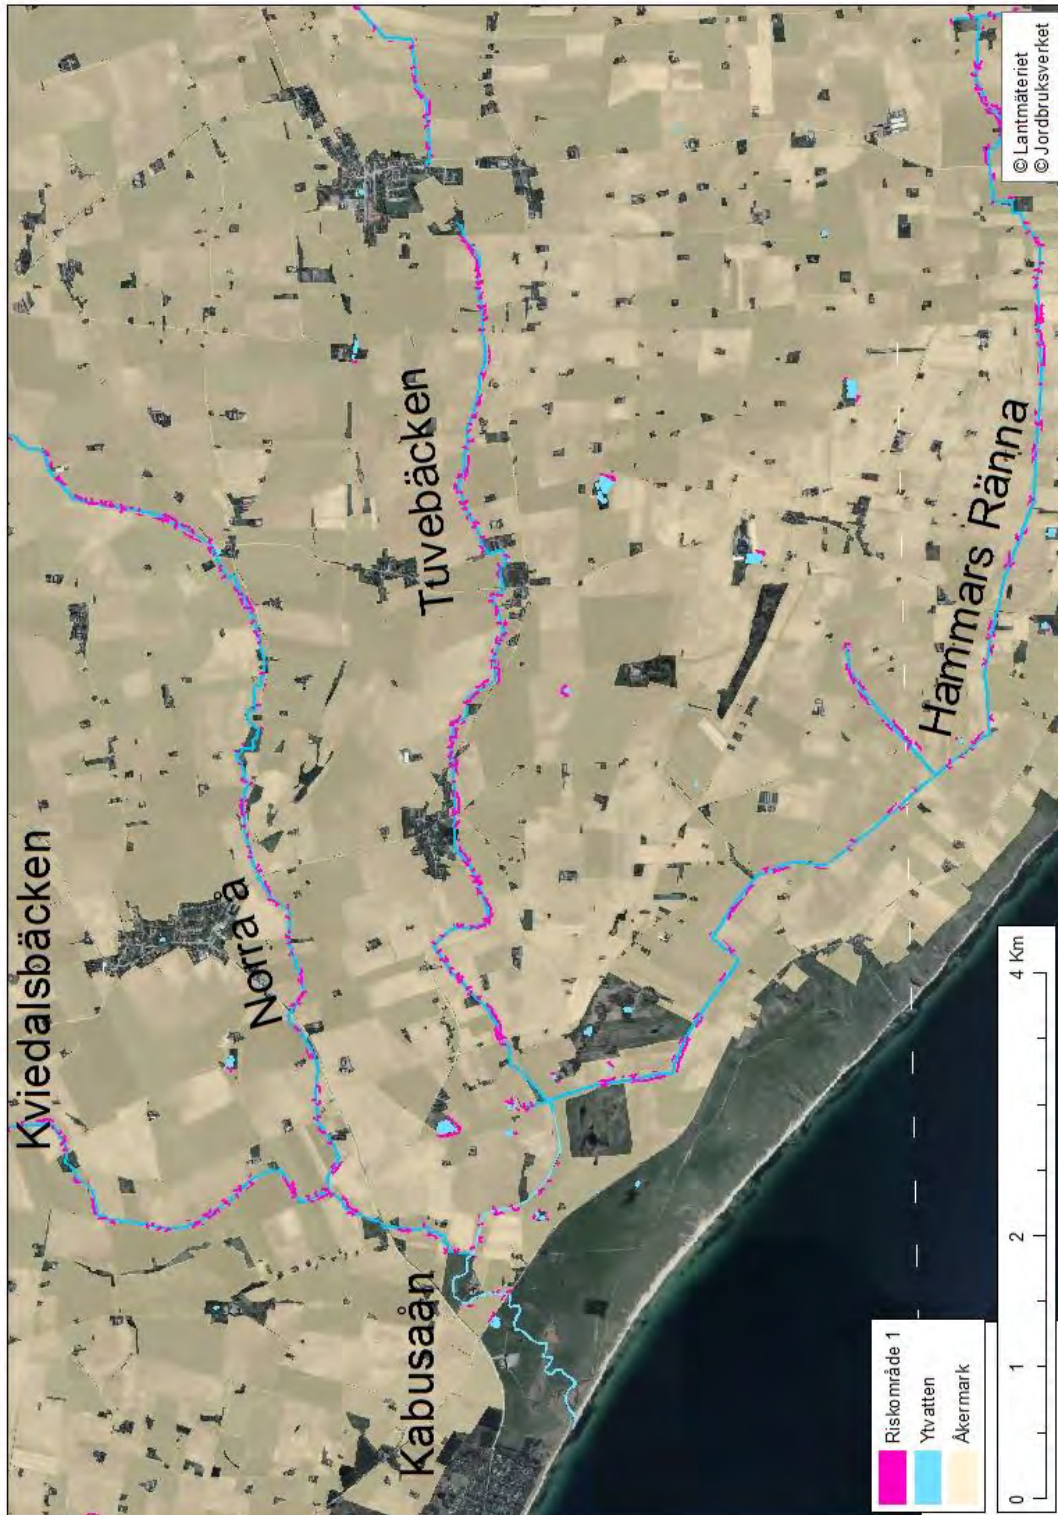 © Lantmäteriet
© Jordbruksverket
Kviedalsbäcken
Norra å
Tuvebäcken
Kabusaån
Hammars Ränna
Riskområde 1
Ytvatten
Åkermark
0 1 2 4 Km